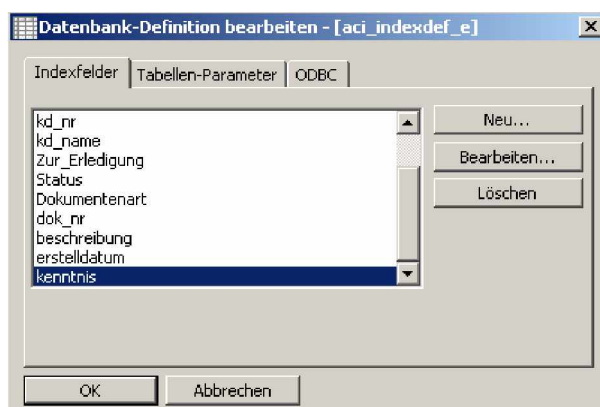 Datenbank-Definition bearbeiten - [aci_indexdef_e]
Indexfelder Tabellen-Parameter ODBC
kd_nr
kd_name
Zur_Erledigung
Status
Dokumentenart
dok_nr
beschreibung
erstelldatum
kenntnis
Neu...
Bearbeiten...
Löschen
OK Abbrechen